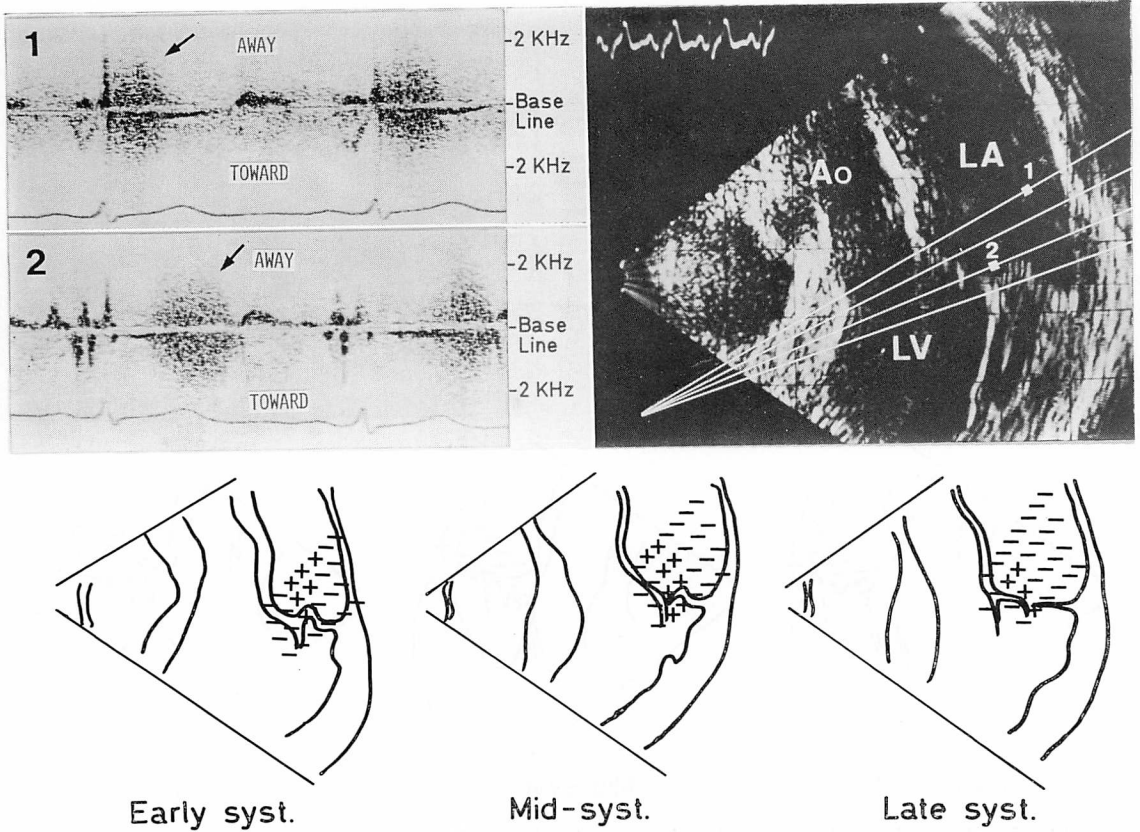 1
AWAY
2 KHz
Base
Line
TOWARD
2 KHz
2
AWAY
2 KHz
Base
Line
TOWARD
2 KHz
Ao
LA
1
2
LV
Early syst.
Mid-syst.
Late syst.